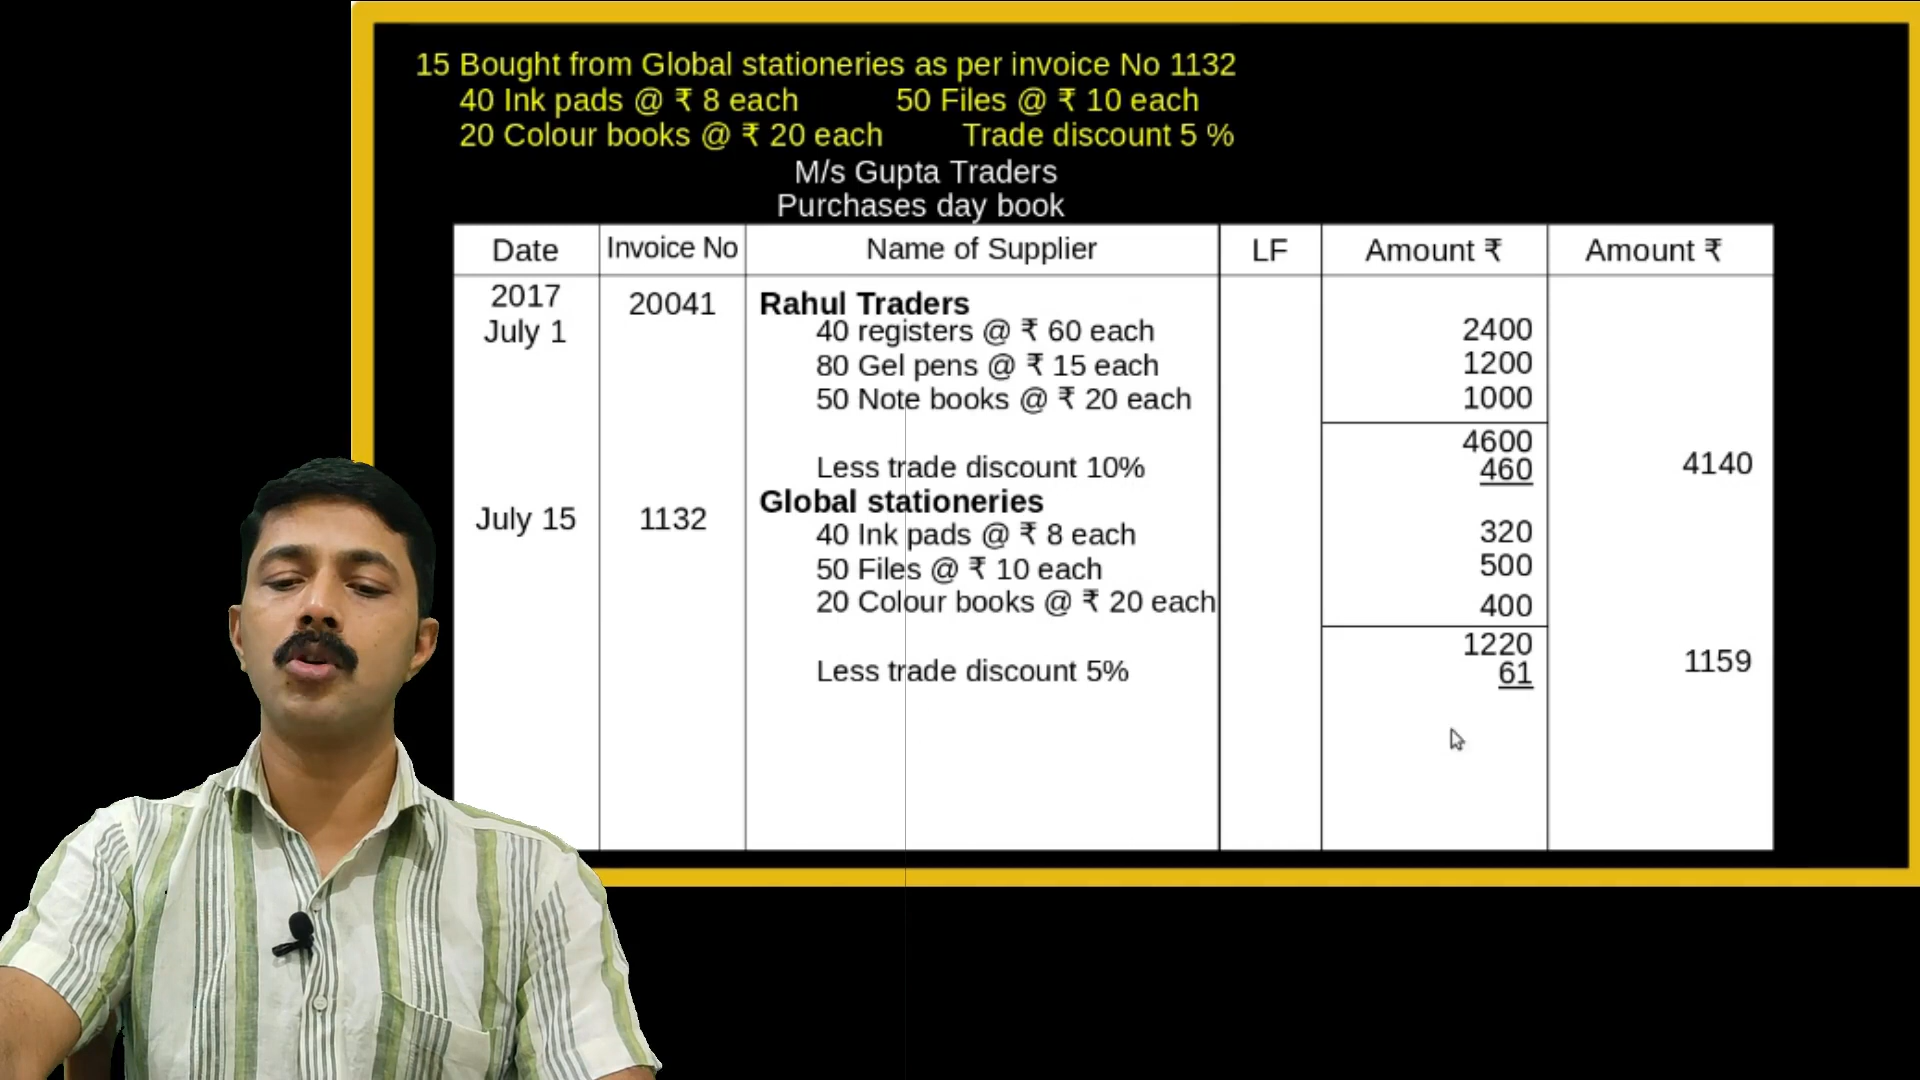 15 Bought from Global stationeries as per invoice No 1132
40 Ink pads @ ₹ 8 each 50 Files @ ₹ 10 each
20 Colour books @ ₹ 20 each Trade discount 5 %
M/s Gupta Traders
Purchases day book
Date Invoice No Name of Supplier LF Amount ₹ Amount ₹
2017 20041 Rahul Traders
July 1 40 registers @ ₹ 60 each 2400
80 Gel pens @ ₹ 15 each 1200
50 Note books @ ₹ 20 each 1000
4600
Less trade discount 10% 460 4140
Global stationeries
July 15 1132
40 Ink pads @ ₹ 8 each 320
50 Files @ ₹ 10 each 500
20 Colour books @ ₹ 20 each 400
1220
Less trade discount 5% 61 1159